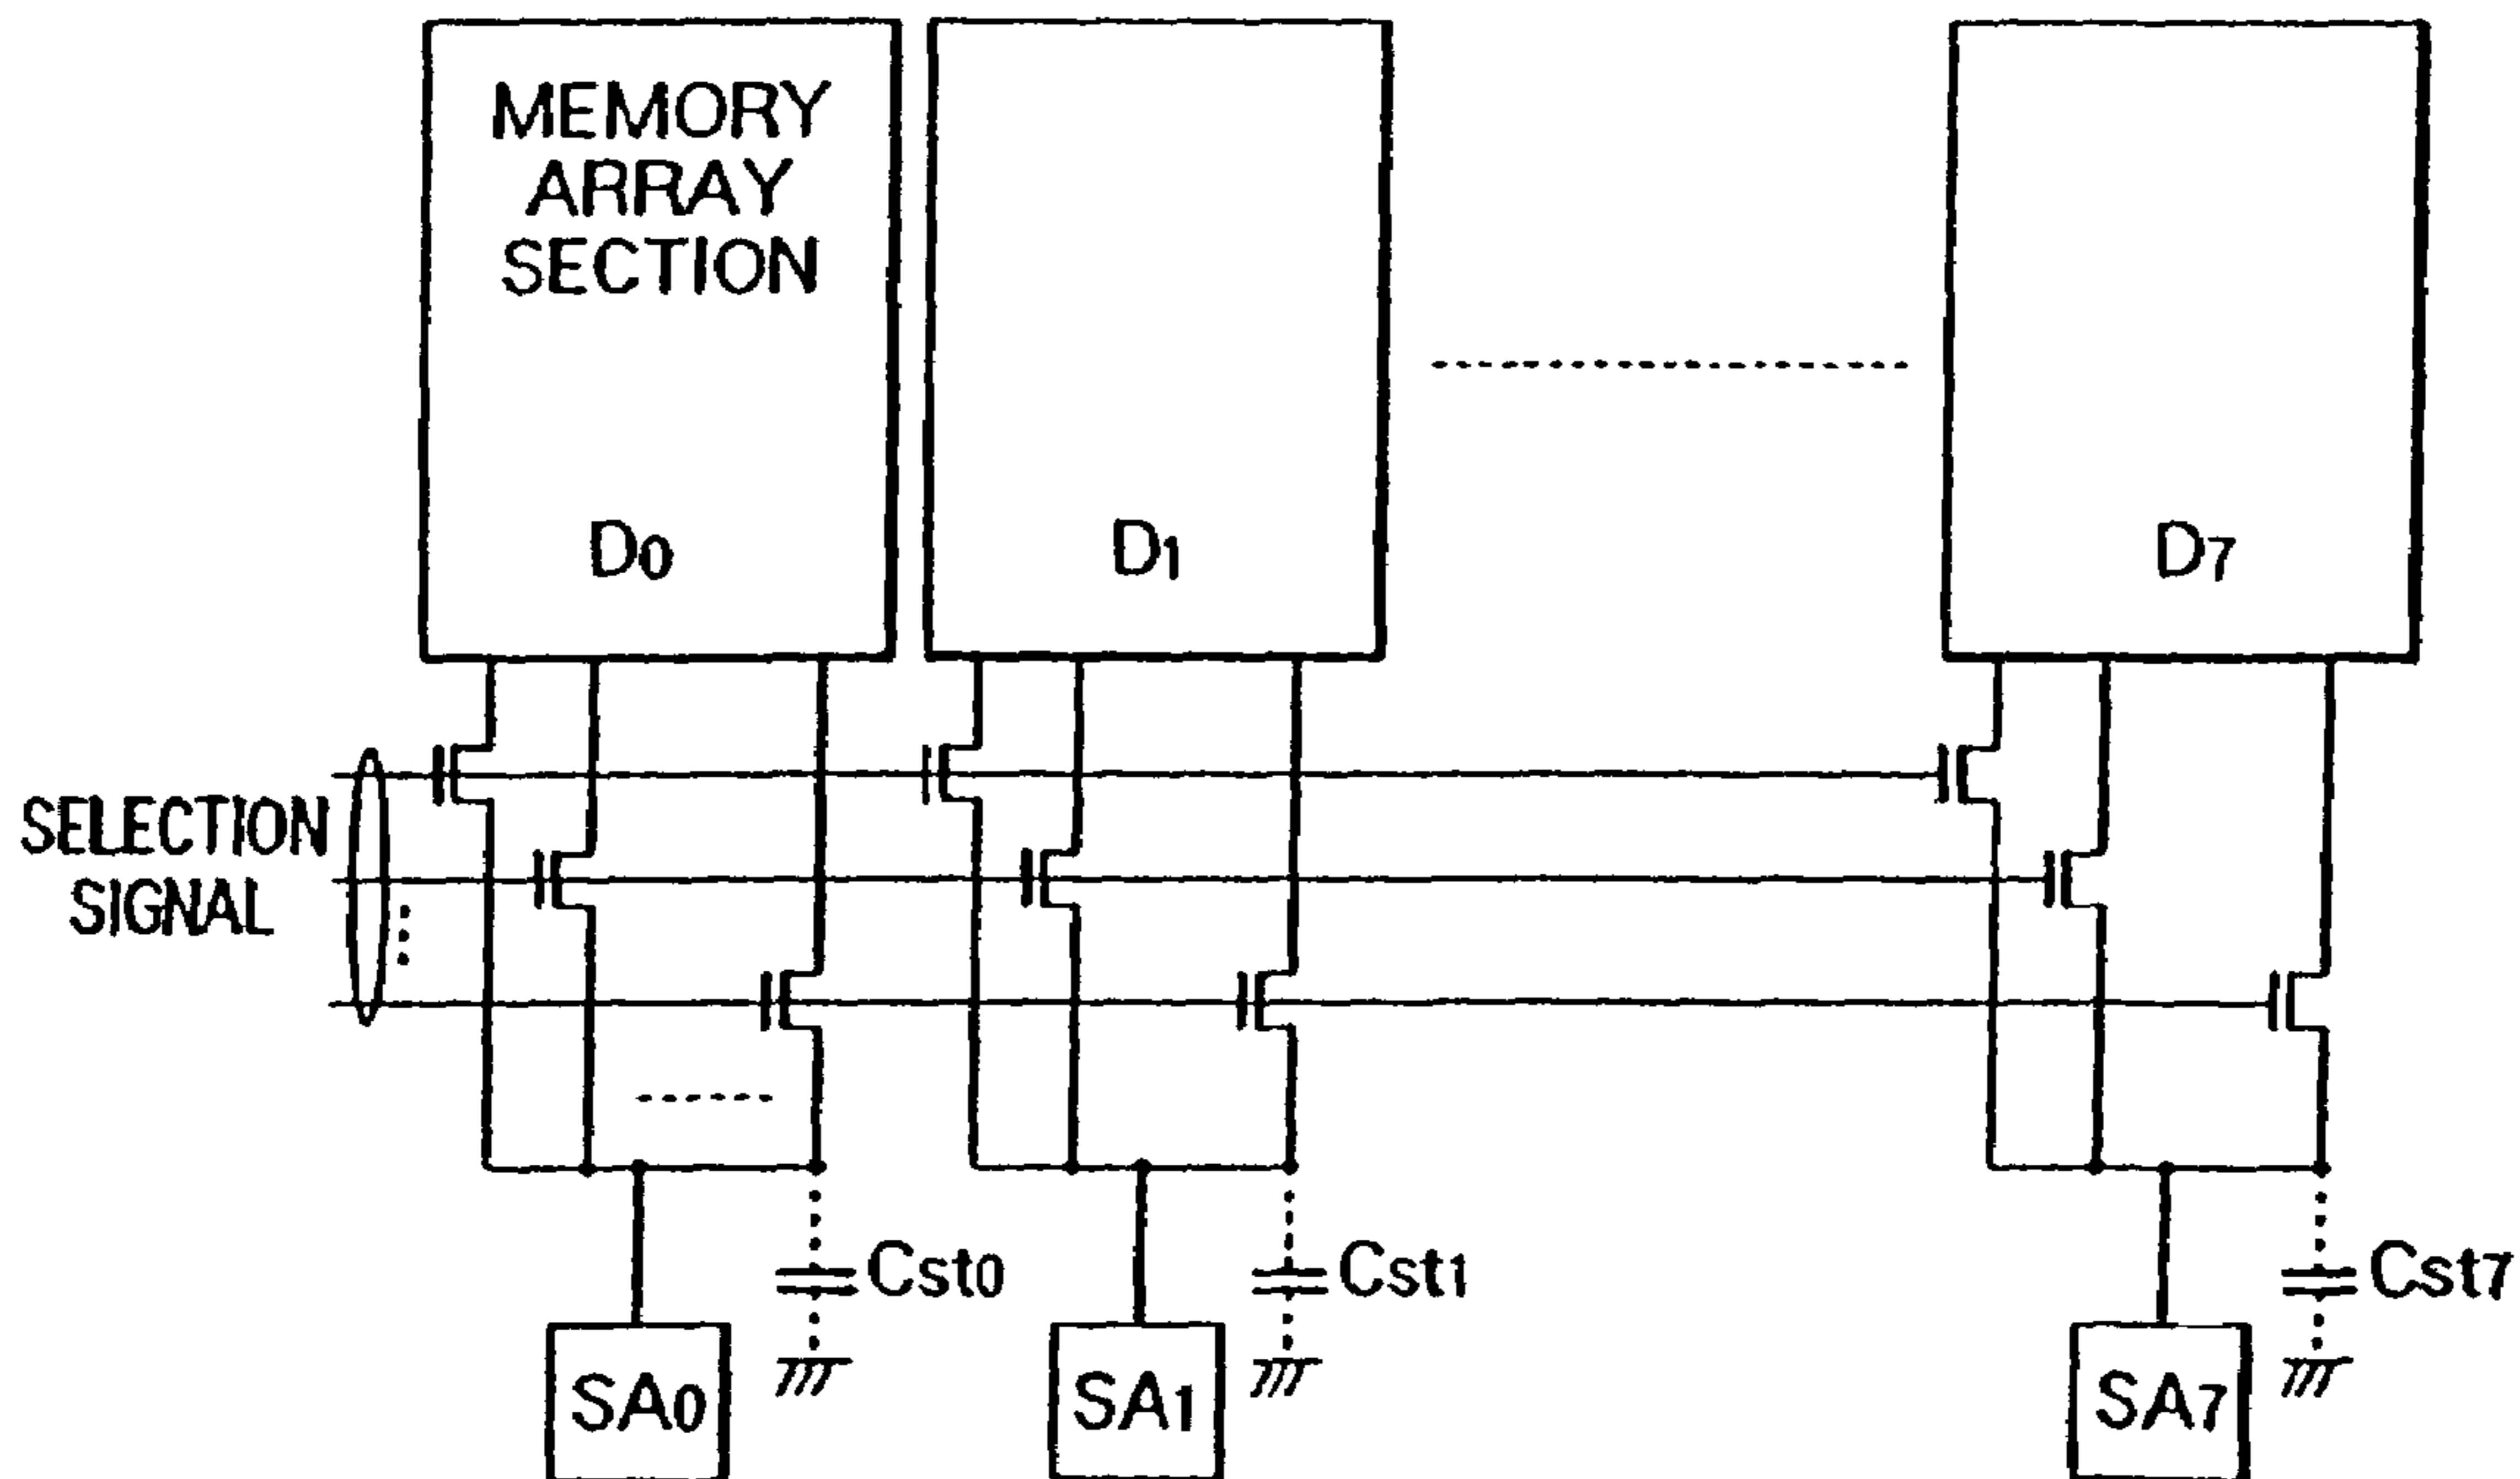 MEMORY
ARRAY
SECTION
D0
D1
D7
SELECTION
SIGNAL
Cst0
Cst1
Cst7
SA0
SA1
SA7